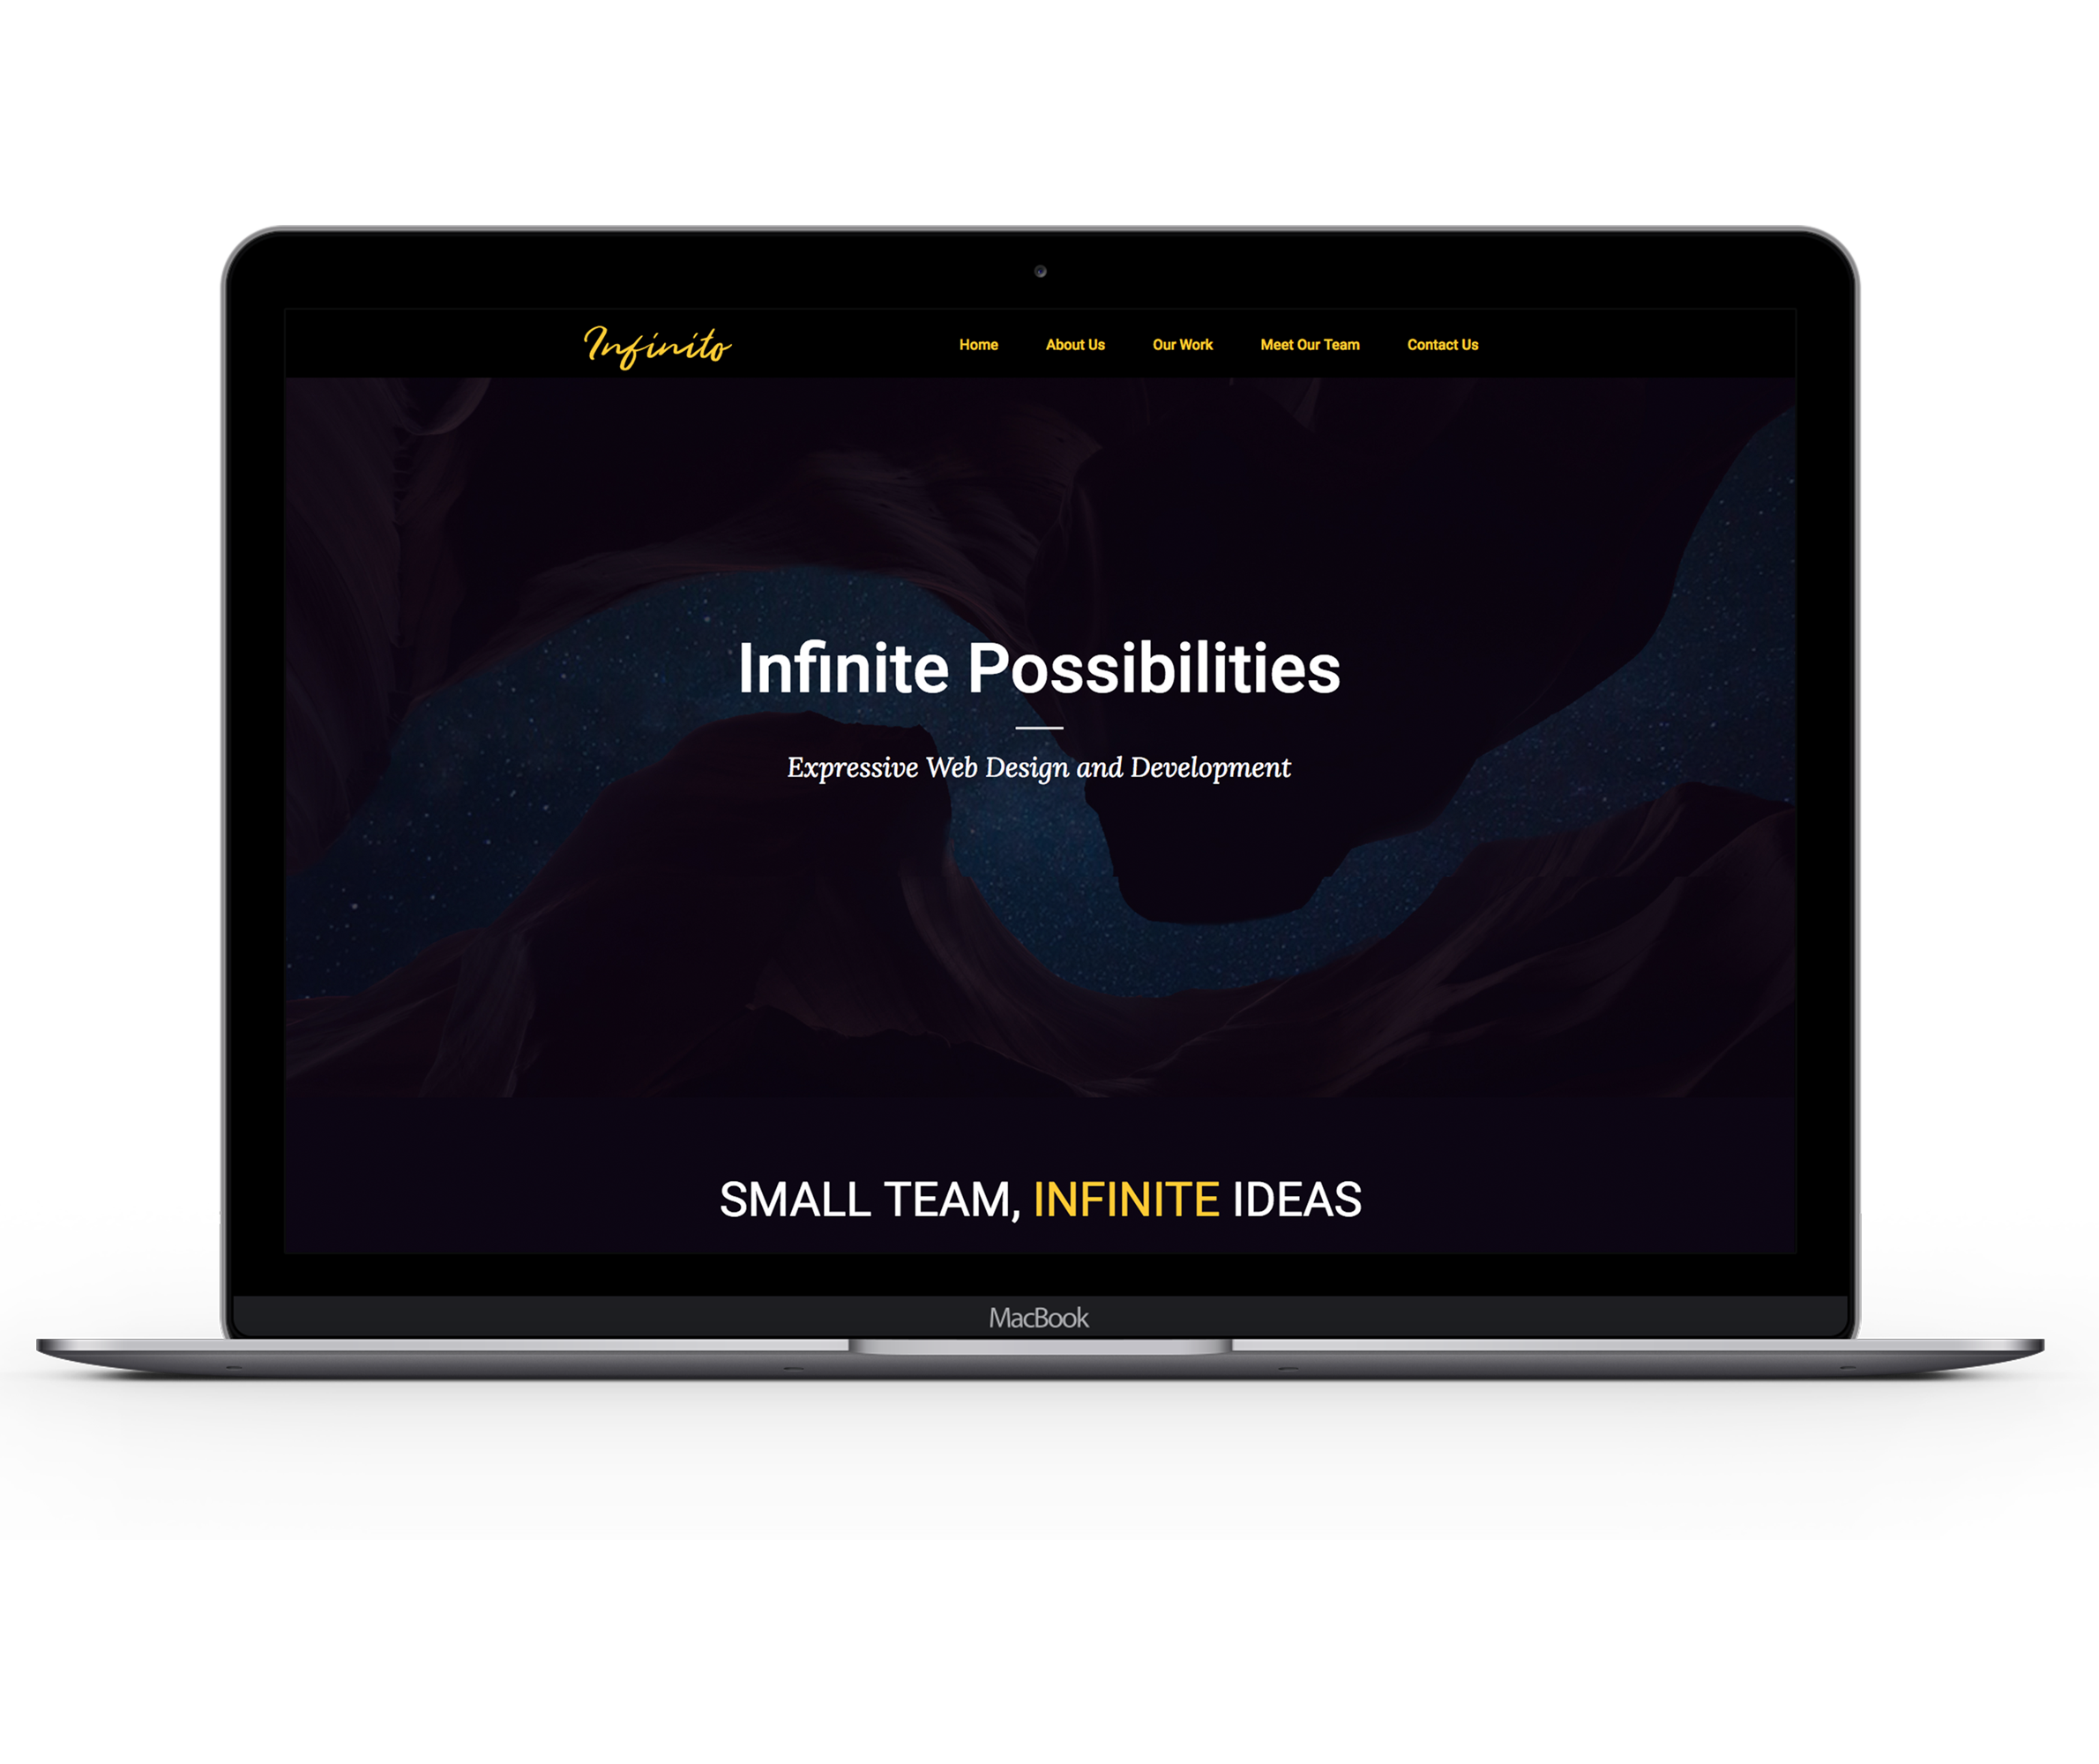 Infinito
Home About Us Our Work Meet Our Team Contact Us
Infinite Possibilities
Expressive Web Design and Development
SMALL TEAM, INFINITE IDEAS
MacBook